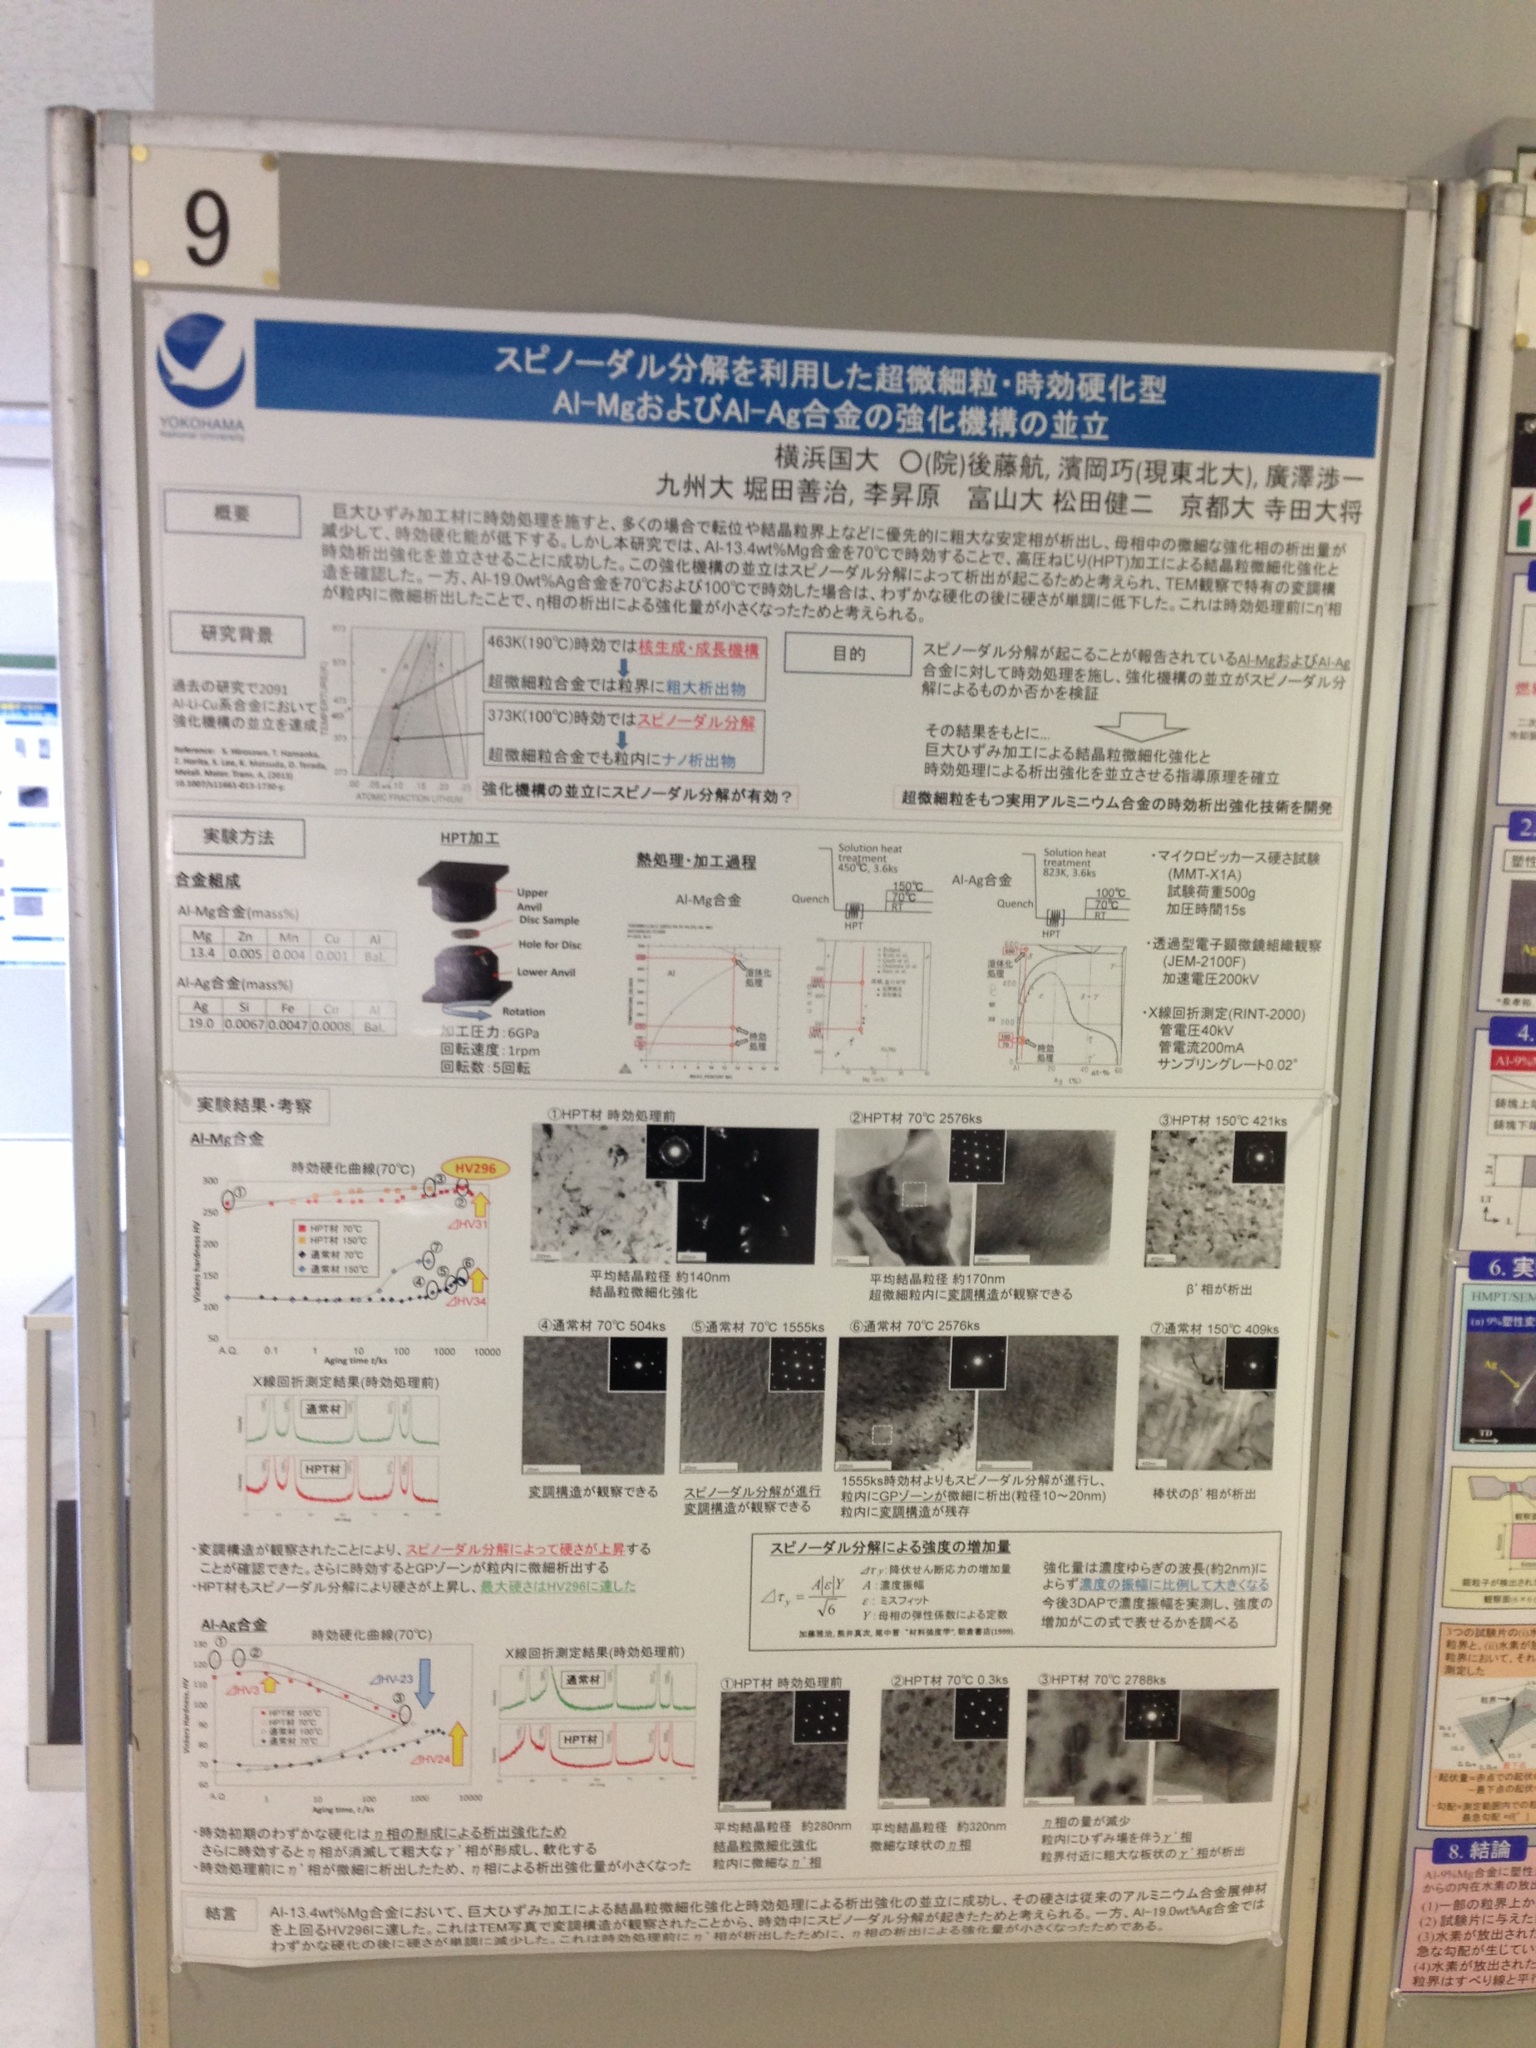 9
YOKOHAMA
National University
スピノーダル分解を利用した超微細粒・時効硬化型
Al-MgおよびAl-Ag合金の強化機構の並立
横浜国大 〇(院)後藤航, 濱岡巧(現東北大), 廣澤渉一
九州大 堀田善治, 李昇原 富山大 松田健二 京都大 寺田大将
概要
巨大ひずみ加工材に時効処理を施すと、多くの場合で転位や結晶粒界上などに優先的に粗大な安定相が析出し、母相中の微細な強化相の析出量が
減少して、時効硬化能が低下する。しかし本研究では、Al-13.4wt%Mg合金を70℃で時効することで、高圧ねじり(HPT)加工による結晶粒微細化強化と
時効析出強化を並立させることに成功した。この強化機構の並立はスピノーダル分解によって析出が起こるためと考えられ、TEM観察で特有の変調構
造を確認した。一方、Al-19.0wt%Ag合金を70℃および100℃で時効した場合は、わずかな硬化の後に硬さが単調に低下した。これは時効処理前にη'相
が粒内に微細析出したことで、η相の析出による強化量が小さくなったためと考えられる。
研究背景
過去の研究で2091
Al-Li-Cu系合金において
強化機構の並立を達成
Reference: S. Hirosawa, T. Hamaoka,
Z. Horita, S. Lee, K. Matsuda, D. Terada,
Metall. Mater. Trans. A, (2013)
TEMPERATURE
ATOMIC FRACTION LITHIUM
463K(190℃)時効では核生成・成長機構
超微細粒合金では粒界に粗大析出物
373K(100℃)時効ではスピノーダル分解
超微細粒合金でも粒内にナノ析出物
強化機構の並立にスピノーダル分解が有効？
目的
スピノーダル分解が起こることが報告されているAl-MgおよびAl-Ag
合金に対して時効処理を施し、強化機構の並立がスピノーダル分
解によるものか否かを検証
その結果をもとに…
巨大ひずみ加工による結晶粒微細化強化と
時効処理による析出強化を並立させる指導原理を確立
超微細粒をもつ実用アルミニウム合金の時効析出強化技術を開発
実験方法
合金組成
Al-Mg合金(mass%)
Mg Zn Mn Cu Al
13.4 0.005 0.004 0.001 Bal.
Al-Ag合金(mass%)
Ag Si Fe Cu Al
19.0 0.0067 0.0047 0.0008 Bal.
HPT加工
Upper
Anvil
Disc Sample
Hole for Disc
Lower Anvil
Rotation
加工圧力：6GPa
回転速度：1rpm
回転数：5回転
熱処理・加工過程
Al-Mg合金
Solution heat
treatment
450℃, 3.6ks
Quench
HPT
150℃
70℃
RT
溶体化
処理
時効
処理
Al-Ag合金
Solution heat
treatment
823K, 3.6ks
Quench
HPT
100℃
70℃
RT
溶体化
処理
時効
処理
・マイクロビッカース硬さ試験
(MMT-X1A)
試験荷重500g
加圧時間15s
・透過型電子顕微鏡組織観察
(JEM-2100F)
加速電圧200kV
・X線回折測定(RINT-2000)
管電圧40kV
管電流200mA
サンプリングレート0.02°
実験結果・考察
Al-Mg合金
時効硬化曲線(70℃)
HV296
⊿HV31
⊿HV34
HPT材 70℃
HPT材 150℃
通常材 70℃
通常材 150℃
Vickers hardness HV
300
250
200
150
100
50
A.Q. 0.1 1 10 100 1000 10000
Aging time t/ks
X線回折測定結果(時効処理前)
通常材
HPT材
①HPT材 時効処理前
平均結晶粒径 約140nm
結晶粒微細化強化
②HPT材 70℃ 2576ks
平均結晶粒径 約170nm
超微細粒内に変調構造が観察できる
③HPT材 150℃ 421ks
β'相が析出
④通常材 70℃ 504ks
変調構造が観察できる
⑤通常材 70℃ 1555ks
スピノーダル分解が進行
変調構造が観察できる
⑥通常材 70℃ 2576ks
1555ks時効材よりもスピノーダル分解が進行し、
粒内にGPゾーンが微細に析出(粒径10～20nm)
粒内に変調構造が残存
⑦通常材 150℃ 409ks
棒状のβ'相が析出
・変調構造が観察されたことにより、スピノーダル分解によって硬さが上昇する
ことが確認できた。さらに時効するとGPゾーンが粒内に微細析出する
・HPT材もスピノーダル分解により硬さが上昇し、最大硬さはHV296に達した
スピノーダル分解による強度の増加量
⊿τy = A|ε|Y / √6
⊿τy：降伏せん断応力の増加量
A：濃度振幅
ε：ミスフィット
Y：母相の弾性係数による定数
加藤雅治, 熊井真次, 尾中晋："材料強度学", 朝倉書店(1999).
強化量は濃度ゆらぎの波長(約2nm)に
よらず濃度の振幅に比例して大きくなる
今後3DAPで濃度振幅を実測し、強度の
増加がこの式で表せるかを調べる
Al-Ag合金
時効硬化曲線(70℃)
⊿HV3
⊿HV-23
⊿HV24
HPT材 100℃
HPT材 70℃
通常材 100℃
通常材 70℃
Vickers Hardness, HV
A.Q. 1 10 100 1000 10000
Aging time, t/ks
X線回折測定結果(時効処理前)
通常材
HPT材
①HPT材 時効処理前
平均結晶粒径 約280nm
結晶粒微細化強化
粒内に微細なη'相
②HPT材 70℃ 0.3ks
平均結晶粒径 約320nm
微細な球状のη相
③HPT材 70℃ 2788ks
η相の量が減少
粒内にひずみ場を伴うγ'相
粒界付近に粗大な板状のγ'相が析出
・時効初期のわずかな硬化はη相の形成による析出強化ため
さらに時効するとη相が消滅して粗大なγ'相が形成し、軟化する
・時効処理前にη'相が微細に析出したため、η相による析出強化量が小さくなった
結言
Al-13.4wt%Mg合金において、巨大ひずみ加工による結晶粒微細化強化と時効処理による析出強化の並立に成功し、その硬さは従来のアルミニウム合金展伸材
を上回るHV296に達した。これはTEM写真で変調構造が観察されたことから、時効中にスピノーダル分解が起きたためと考えられる。一方、Al-19.0wt%Ag合金では
わずかな硬化の後に硬さが単調に減少した。これは時効処理前にη'相が析出したために、η相の析出による強化量が小さくなったためである。
4.
6. 実
HMPT/SEM
Ag
TD
8. 結論